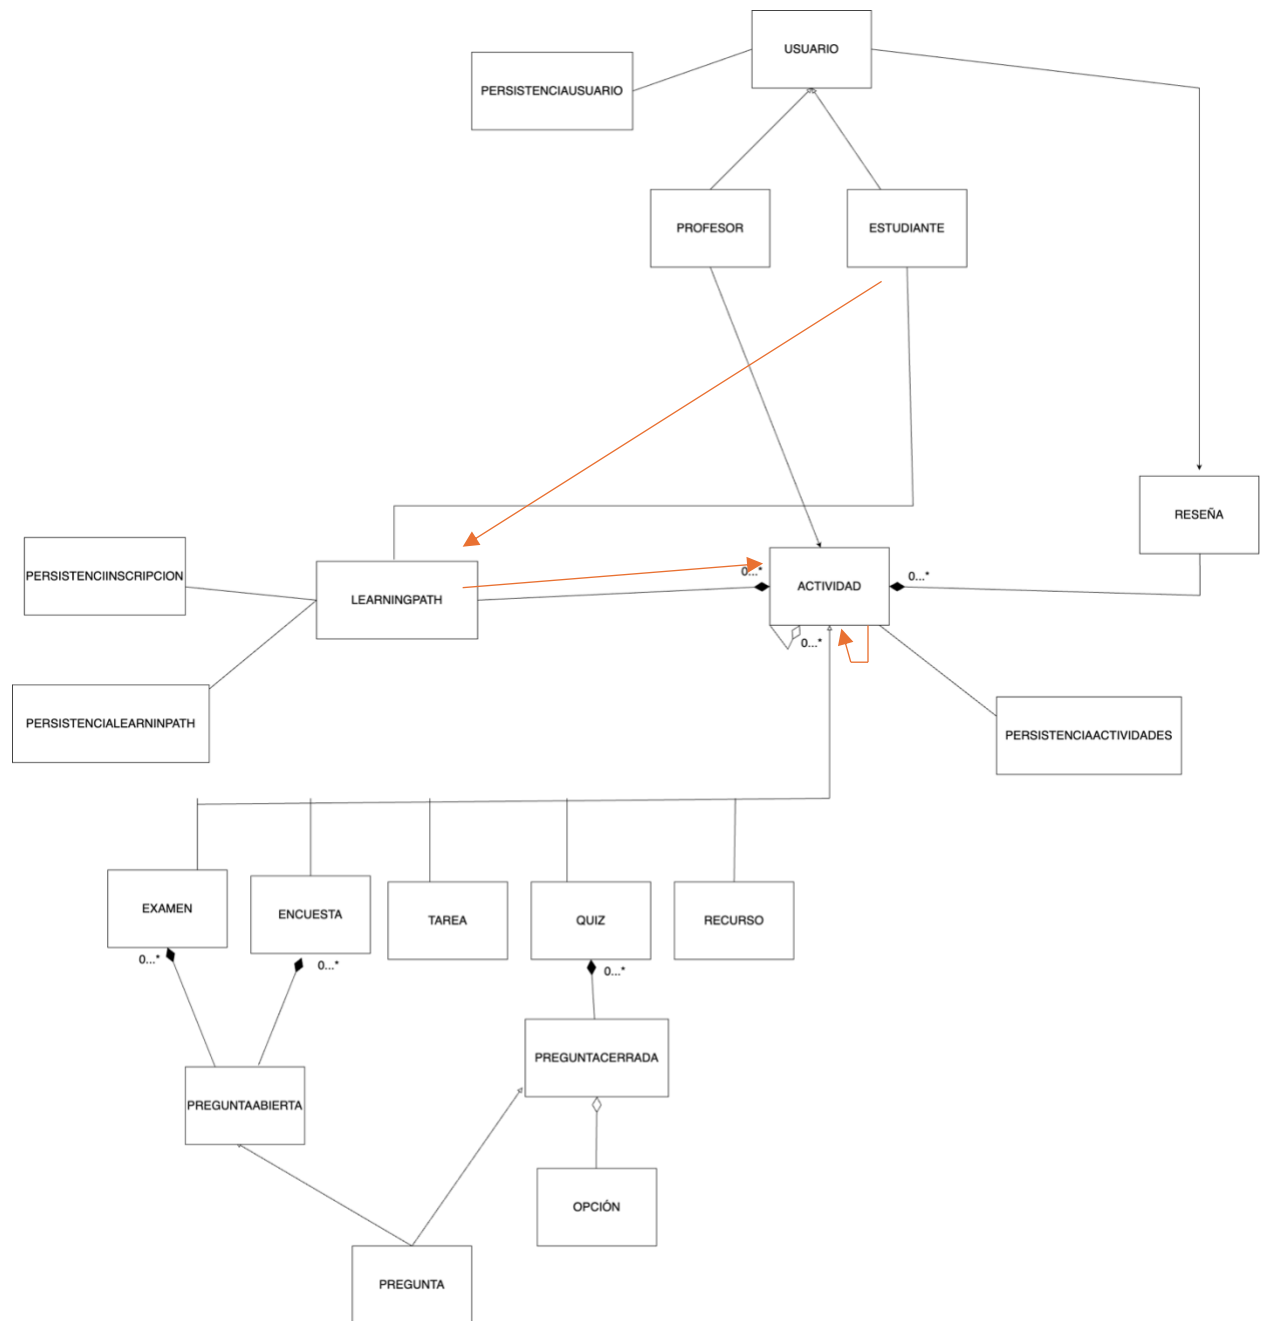 USUARIO
PERSISTENCIAUSUARIO
PROFESOR
ESTUDIANTE
RESEÑA
PERSISTENCIINSCRIPCION
LEARNINGPATH
0...*
ACTIVIDAD
0...*
0...*
PERSISTENCIALEARNINPATH
PERSISTENCIAACTIVIDADES
EXAMEN
ENCUESTA
TAREA
QUIZ
RECURSO
0...*
0...*
0...*
PREGUNTACERRADA
PREGUNTAABIERTA
OPCIÓN
PREGUNTA